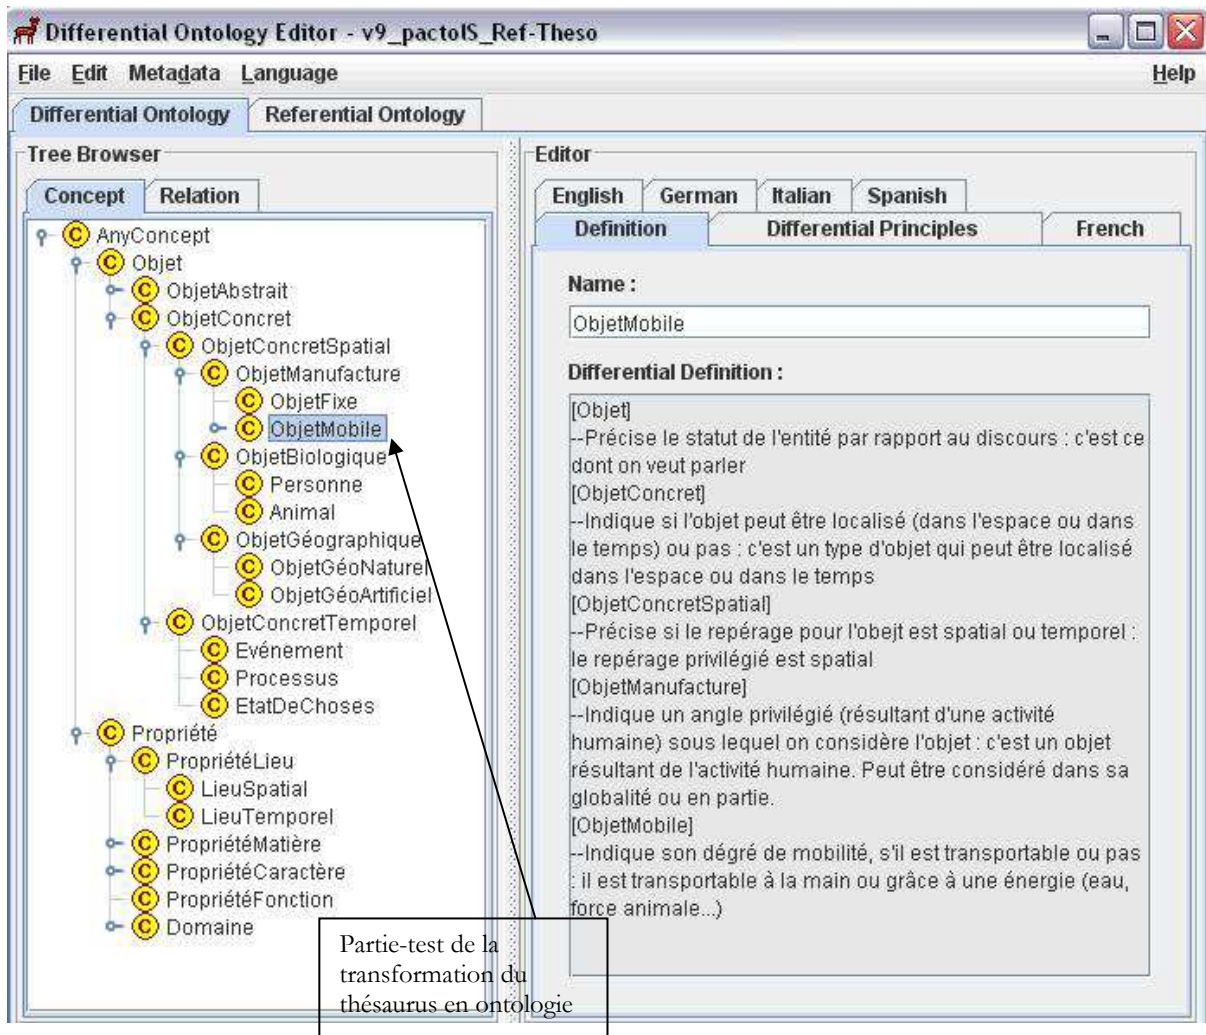 Differential Ontology Editor - v9_pactolS_Ref-Theso
File Edit Metadata Language Help
Differential Ontology Referential Ontology
Tree Browser
Concept Relation
C AnyConcept
C Objet
C ObjetAbstrait
C ObjetConcret
C ObjetConcretSpatial
C ObjetManufacture
C ObjetFixe
C ObjetMobile
C ObjetBiologique
C Personne
C Animal
C ObjetGéographique
C ObjetGéoNaturel
C ObjetGéoArtificiel
C ObjetConcretTemporel
C Evénement
C Processus
C EtatDeChoses
C Propriété
C PropriétéLieu
C LieuSpatial
C LieuTemporel
C PropriétéMatière
C PropriétéCaractère
C PropriétéFonction
C Domaine
Partie-test de la
transformation du
thésaurus en ontologie
Editor
English German Italian Spanish
Definition Differential Principles French
Name :
ObjetMobile
Differential Definition :
[Objet]
--Précise le statut de l'entité par rapport au discours : c'est ce
dont on veut parler
[ObjetConcret]
--Indique si l'objet peut être localisé (dans l'espace ou dans
le temps) ou pas : c'est un type d'objet qui peut être localisé
dans l'espace ou dans le temps
[ObjetConcretSpatial]
--Précise si le repérage pour l'obejt est spatial ou temporel :
le repérage privilégié est spatial
[ObjetManufacture]
--Indique un angle privilégié (résultant d'une activité
humaine) sous lequel on considère l'objet : c'est un objet
résultant de l'activité humaine. Peut être considéré dans sa
globalité ou en partie.
[ObjetMobile]
--Indique son dégré de mobilité, s'il est transportable ou pas
: il est transportable à la main ou grâce à une énergie (eau,
force animale...)